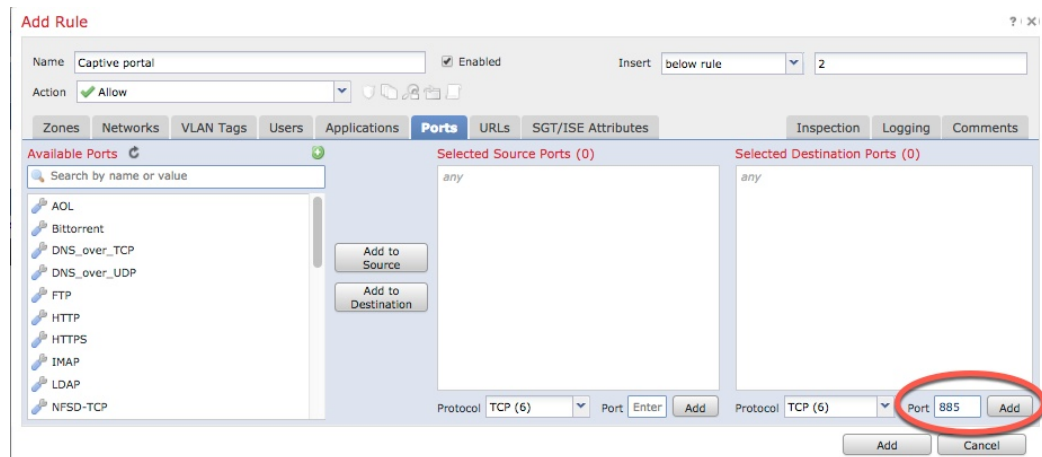 Add Rule
? X
Name Captive portal Enabled Insert below rule 2
Action Allow
Zones Networks VLAN Tags Users Applications Ports URLs SGT/ISE Attributes Inspection Logging Comments
Available Ports Selected Source Ports (0) Selected Destination Ports (0)
Search by name or value any any
AOL
Bittorrent
DNS_over_TCP
DNS_over_UDP
FTP
HTTP
HTTPS
IMAP
LDAP
NFSD-TCP
Add to
Source
Add to
Destination
Protocol TCP (6) Port Enter Add Protocol TCP (6) Port 885 Add
Add Cancel